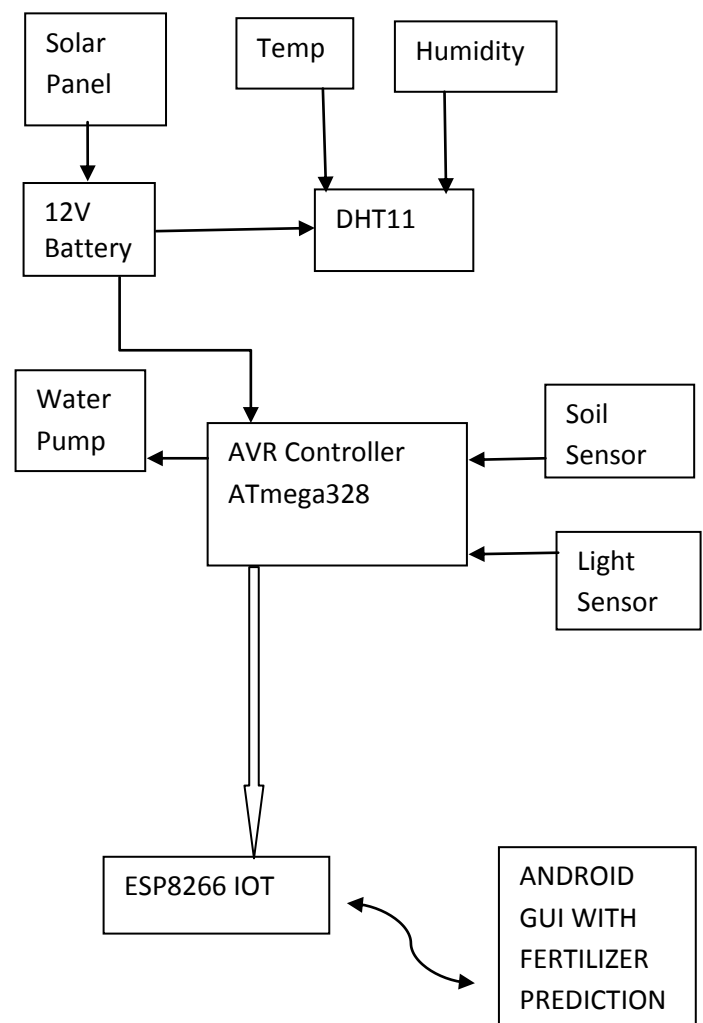 Solar
Panel
Temp
Humidity
12V
Battery
DHT11
Water
Pump
AVR Controller
ATmega328
Soil
Sensor
Light
Sensor
ESP8266 IOT
ANDROID
GUI WITH
FERTILIZER
PREDICTION